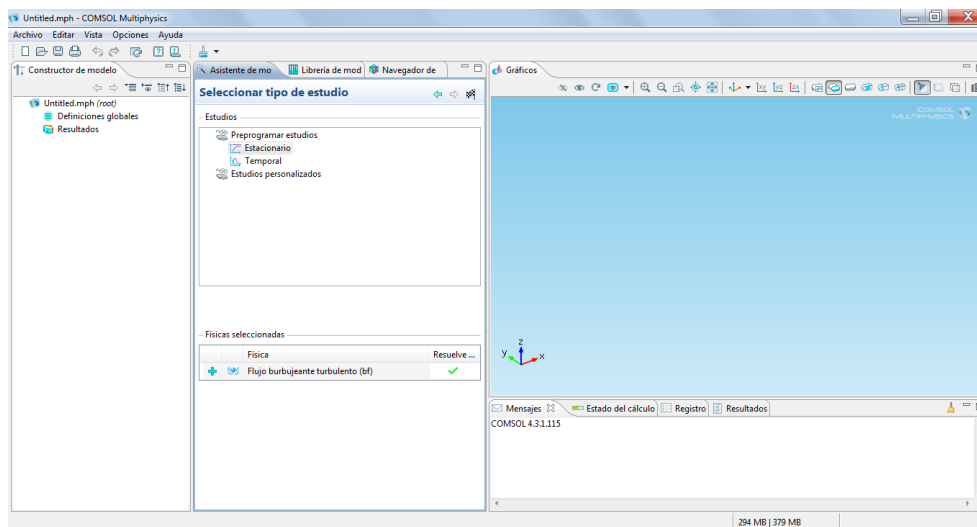 Untitled.mph - COMSOL Multiphysics
Archivo Editar Vista Opciones Ayuda
Constructor de modelo
Untitled.mph (root)
Definiciones globales
Resultados
Asistente de mo
Librería de mod
Navegador de
Seleccionar tipo de estudio
Estudios
Preprogramar estudios
Estacionario
Temporal
Estudios personalizados
Físicas seleccionadas
Física Resuelve ...
Flujo burbujeante turbulento (bf)
Gráficos
COMSOL
MULTIPHYSICS
z
y
x
Mensajes
Estado del cálculo
Registro
Resultados
COMSOL 4.3.1.115
294 MB | 379 MB